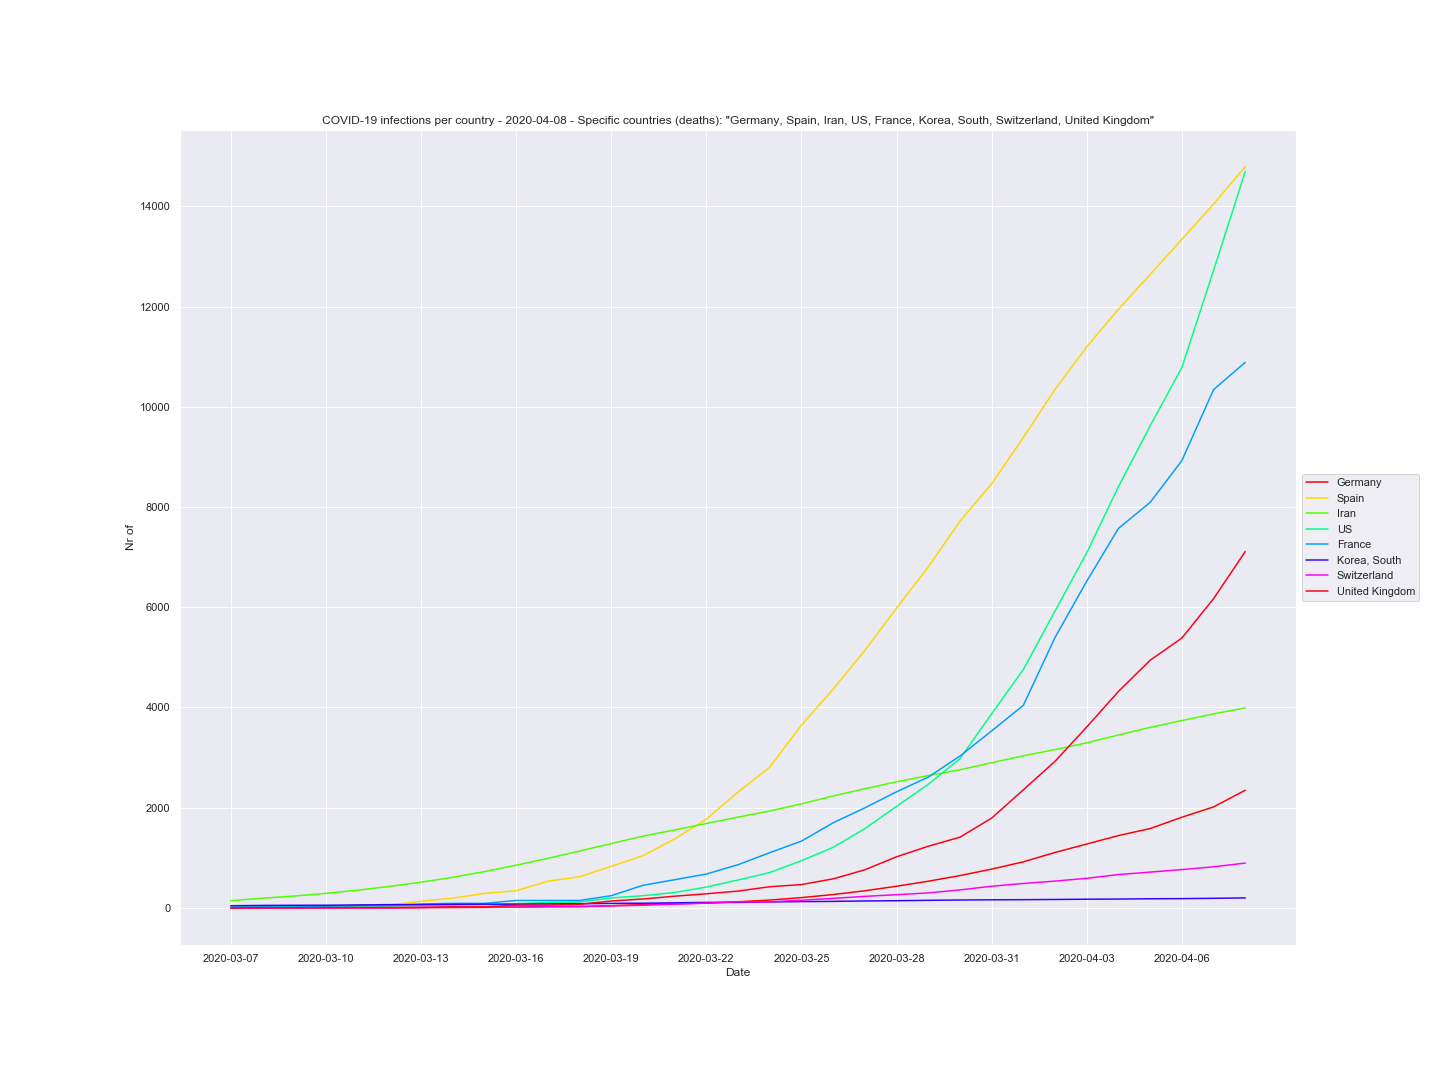 COVID-19 infections per country - 2020-04-08 - Specific countries (deaths): "Germany, Spain, Iran, US, France, Korea, South, Switzerland, United Kingdom"
14000
12000
10000
8000
6000
4000
2000
0
Nr of
2020-03-07 2020-03-10 2020-03-13 2020-03-16 2020-03-19 2020-03-22 2020-03-25 2020-03-28 2020-03-31 2020-04-03 2020-04-06
Date
Germany
Spain
Iran
US
France
Korea, South
Switzerland
United Kingdom